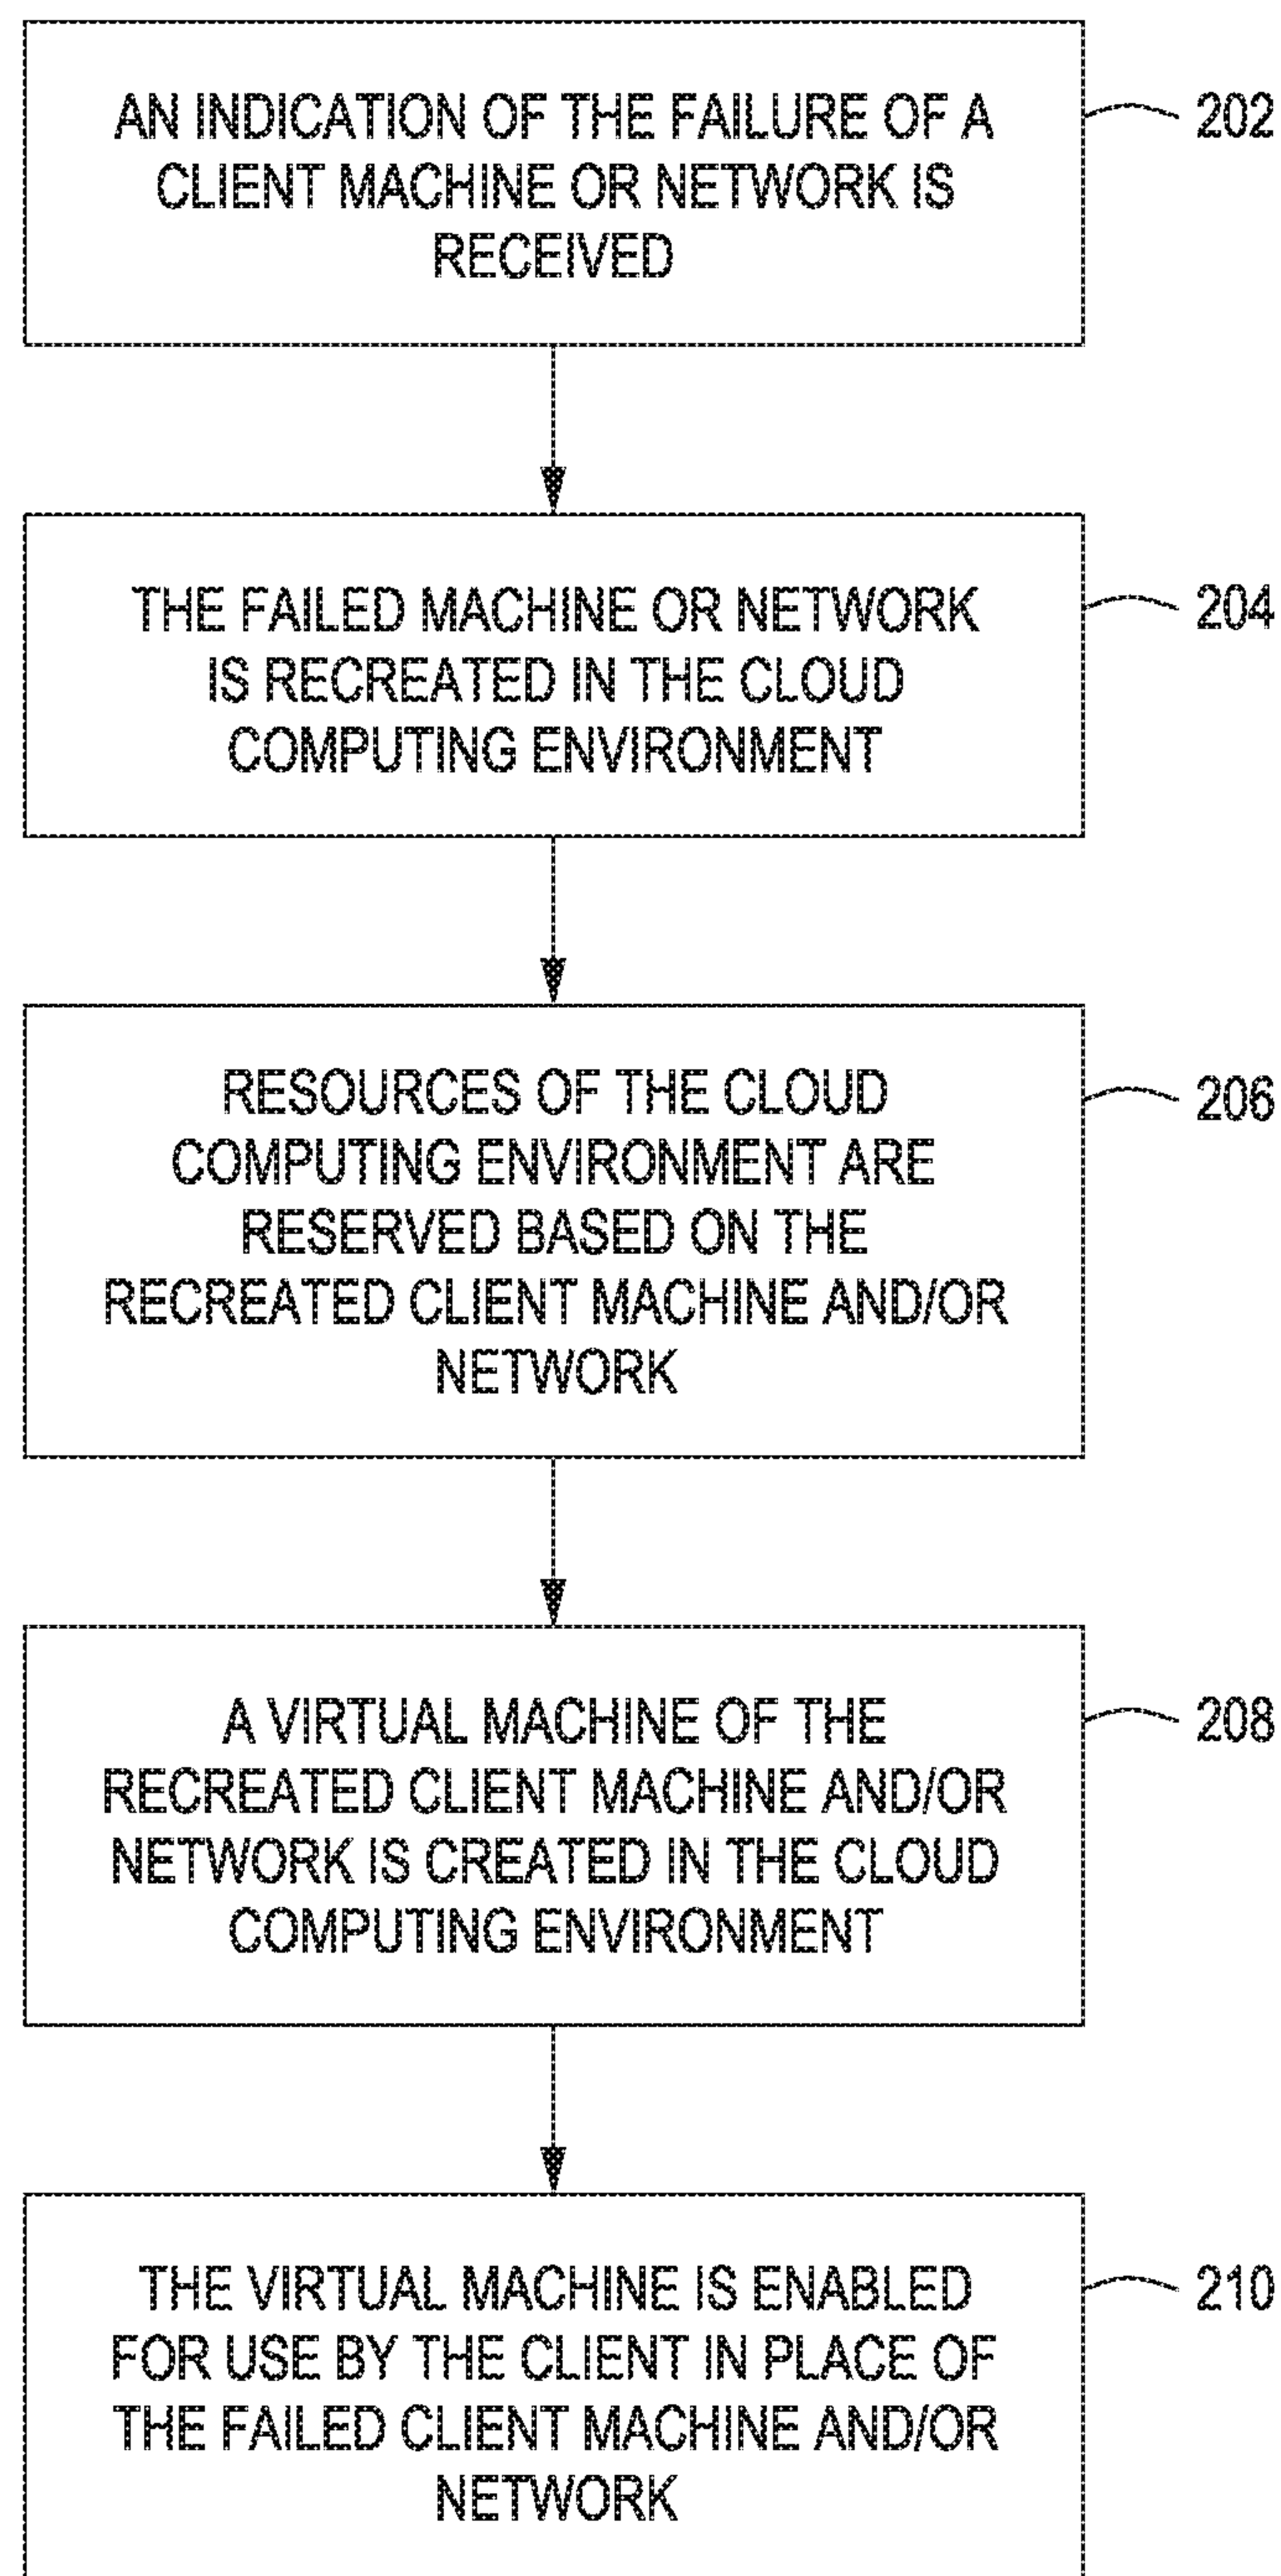 AN INDICATION OF THE FAILURE OF A
CLIENT MACHINE OR NETWORK IS
RECEIVED
202
THE FAILED MACHINE OR NETWORK
IS RECREATED IN THE CLOUD
COMPUTING ENVIRONMENT
204
RESOURCES OF THE CLOUD
COMPUTING ENVIRONMENT ARE
RESERVED BASED ON THE
RECREATED CLIENT MACHINE AND/OR
NETWORK
206
A VIRTUAL MACHINE OF THE
RECREATED CLIENT MACHINE AND/OR
NETWORK IS CREATED IN THE CLOUD
COMPUTING ENVIRONMENT
208
THE VIRTUAL MACHINE IS ENABLED
FOR USE BY THE CLIENT IN PLACE OF
THE FAILED CLIENT MACHINE AND/OR
NETWORK
210